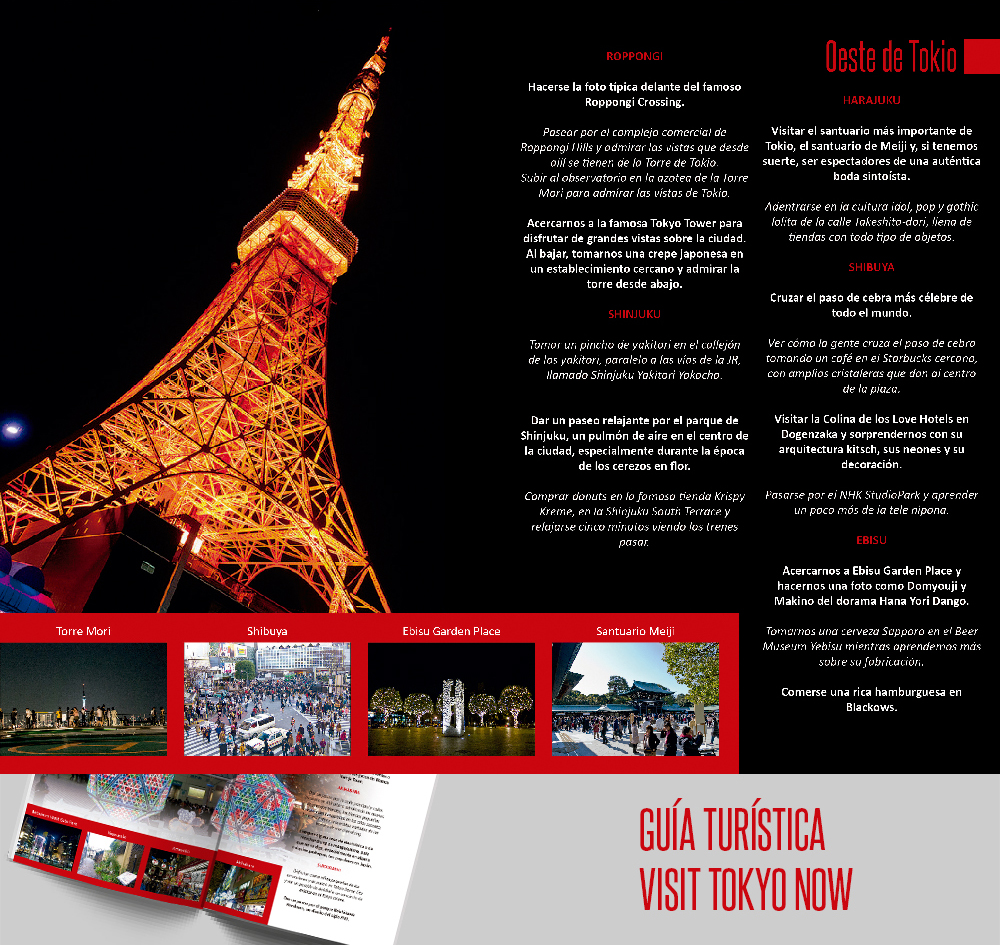 Oeste de Tokio
ROPPONGI
Hacerse la foto típica delante del famoso
Roppongi Crossing.
Pasear por el complejo comercial de
Roppongi Hills y admirar las vistas que desde
allí se tienen de la Torre de Tokio.
Subir al observatorio en la azotea de la Torre
Mori para admirar las vistas de Tokio.
Acercarnos a la famosa Tokyo Tower para
disfrutar de grandes vistas sobre la ciudad.
Al bajar, tomarnos una crepe japonesa en
un establecimiento cercano y admirar la
torre desde abajo.
SHINJUKU
Tomar un pincho de yakitori en el callejón
de los yakitori, paralelo a las vías de la JR,
llamado Shinjuku Yakitori Yokocho.
Dar un paseo relajante por el parque de
Shinjuku, un pulmón de aire en el centro de
la ciudad, especialmente durante la época
de los cerezos en flor.
Comprar donuts en la famosa tienda Krispy
Kreme, en la Shinjuku South Terrace y
relajarse cinco minutos viendo los trenes
pasar.
HARAJUKU
Visitar el santuario más importante de
Tokio, el santuario de Meiji y, si tenemos
suerte, ser espectadores de una auténtica
boda sintoísta.
Adentrarse en la cultura idol, pop y gothic
lolita de la calle Takeshita-dori, llena de
tiendas con todo tipo de objetos.
SHIBUYA
Cruzar el paso de cebra más célebre de
todo el mundo.
Ver cómo la gente cruza el paso de cebra
tomando un café en el Starbucks cercano,
con amplias cristaleras que dan al centro
de la plaza.
Visitar la Colina de los Love Hotels en
Dogenzaka y sorprendernos con su
arquitectura kitsch, sus neones y su
decoración.
Pasarse por el NHK StudioPark y aprender
un poco más de la tele nipona.
EBISU
Acercarnos a Ebisu Garden Place y
hacernos una foto como Domyouji y
Makino del dorama Hana Yori Dango.
Tomarnos una cerveza Sapporo en el Beer
Museum Yebisu mientras aprendemos más
sobre su fabricación.
Comerse una rica hamburguesa en
Blackows.
Torre Mori
Shibuya
Ebisu Garden Place
Santuario Meiji
GUÍA TURÍSTICA
VISIT TOKYO NOW